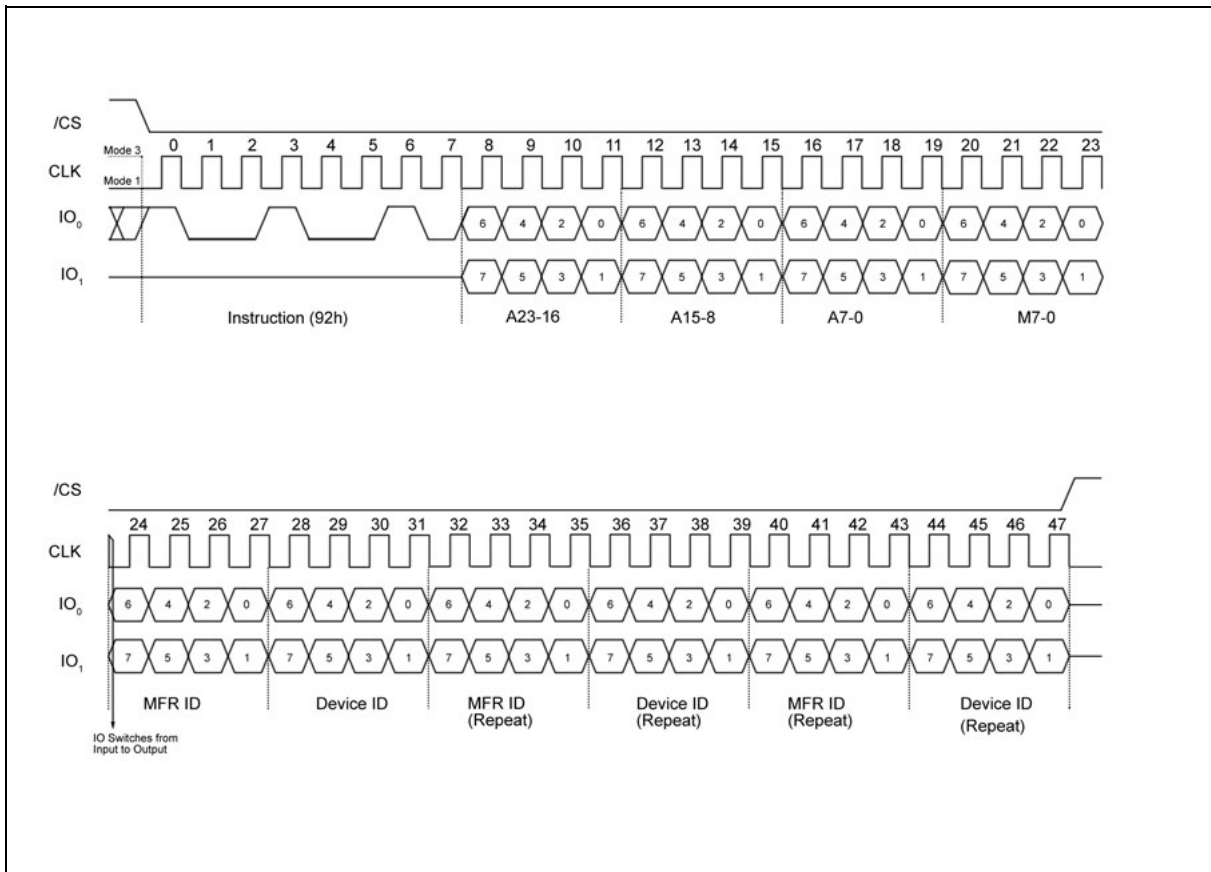 /CS
0 1 2 3 4 5 6 7 8 9 10 11 12 13 14 15 16 17 18 19 20 21 22 23
Mode 3
CLK
Mode 1
IO0 6 4 2 0 6 4 2 0 6 4 2 0 6 4 2 0
IO1 7 5 3 1 7 5 3 1 7 5 3 1 7 5 3 1
Instruction (92h) A23-16 A15-8 A7-0 M7-0
/CS
24 25 26 27 28 29 30 31 32 33 34 35 36 37 38 39 40 41 42 43 44 45 46 47
CLK
IO0 6 4 2 0 6 4 2 0 6 4 2 0 6 4 2 0 6 4 2 0 6 4 2 0
IO1 7 5 3 1 7 5 3 1 7 5 3 1 7 5 3 1 7 5 3 1 7 5 3 1
MFR ID Device ID MFR ID Device ID MFR ID Device ID
(Repeat) (Repeat) (Repeat) (Repeat)
IO Switches from
Input to Output